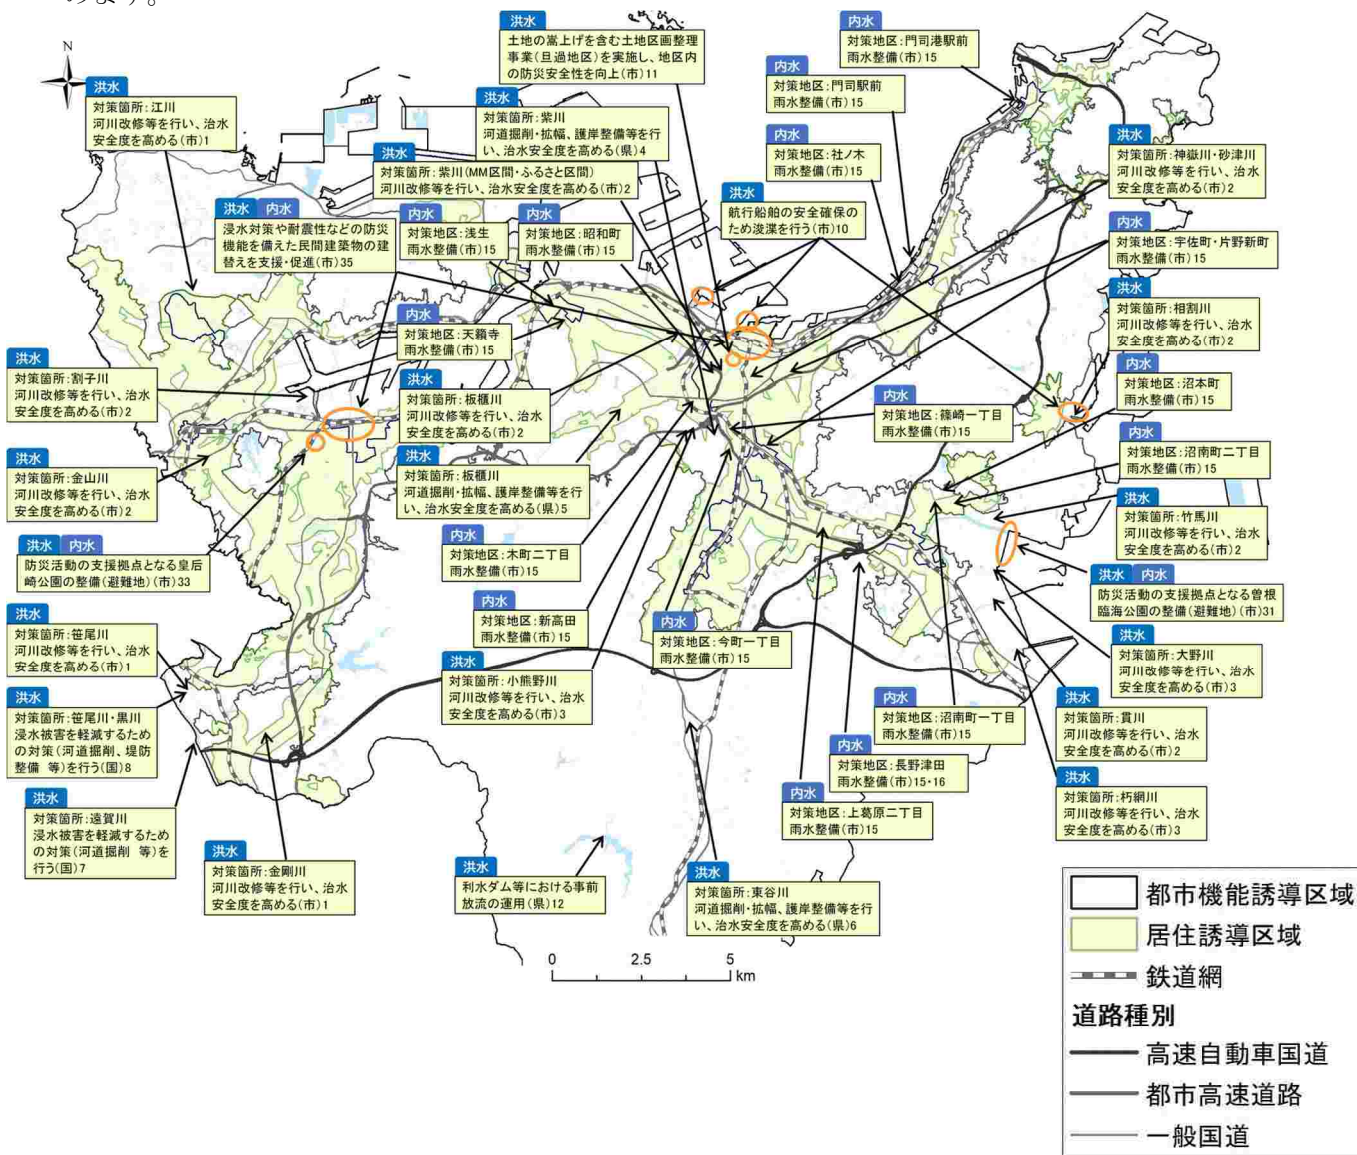 のます。
N
洪水
土地の嵩上げを含む土地区画整理
事業(旦過地区)を実施し、地区内
の防災安全性を向上(市)11
内水
対策地区:門司港駅前
雨水整備(市)15
内水
対策地区:門司駅前
雨水整備(市)15
洪水
対策箇所:江川
河川改修等を行い、治水
安全度を高める(市)1
洪水
対策箇所:紫川
河道掘削・拡幅、護岸整備等を行
い、治水安全度を高める(県)4
内水
対策地区:社ノ木
雨水整備(市)15
洪水
対策箇所:神嶽川・砂津川
河川改修等を行い、治水
安全度を高める(市)2
洪水
対策箇所:紫川(MM区間・ふるさと区間)
河川改修等を行い、治水安全度を高める(市)2
洪水
航行船舶の安全確保の
ため浚渫を行う(市)10
洪水 内水
浸水対策や耐震性などの防災
機能を備えた民間建築物の建
替えを支援・促進(市)35
内水
対策地区:浅生
雨水整備(市)15
内水
対策地区:昭和町
雨水整備(市)15
内水
対策地区:宇佐町・片野新町
雨水整備(市)15
洪水
対策箇所:相割川
河川改修等を行い、治水
安全度を高める(市)2
内水
対策地区:天籟寺
雨水整備(市)15
洪水
対策箇所:割子川
河川改修等を行い、治水
安全度を高める(市)2
洪水
対策箇所:板櫃川
河川改修等を行い、治水
安全度を高める(市)2
内水
対策地区:沼本町
雨水整備(市)15
内水
対策地区:篠崎一丁目
雨水整備(市)15
内水
対策地区:沼南町二丁目
雨水整備(市)15
洪水
対策箇所:金山川
河川改修等を行い、治水
安全度を高める(市)2
洪水
対策箇所:板櫃川
河道掘削・拡幅、護岸整備等を行
い、治水安全度を高める(県)5
洪水
対策箇所:竹馬川
河川改修等を行い、治水
安全度を高める(市)2
洪水 内水
防災活動の支援拠点となる皇后
崎公園の整備(避難地)(市)33
内水
対策地区:木町二丁目
雨水整備(市)15
洪水 内水
防災活動の支援拠点となる曽根
臨海公園の整備(避難地)(市)31
洪水
対策箇所:笹尾川
河川改修等を行い、治水
安全度を高める(市)1
内水
対策地区:新高田
雨水整備(市)15
内水
対策地区:今町一丁目
雨水整備(市)15
洪水
対策箇所:大野川
河川改修等を行い、治水
安全度を高める(市)3
洪水
対策箇所:小熊野川
河川改修等を行い、治水
安全度を高める(市)3
洪水
対策箇所:笹尾川・黒川
浸水被害を軽減するため
の対策(河道掘削、堤防
整備 等)を行う(国)8
内水
対策地区:沼南町一丁目
雨水整備(市)15
洪水
対策箇所:貫川
河川改修等を行い、治水
安全度を高める(市)2
内水
対策地区:長野津田
雨水整備(市)15・16
内水
対策地区:上葛原二丁目
雨水整備(市)15
洪水
対策箇所:朽網川
河川改修等を行い、治水
安全度を高める(市)3
洪水
対策箇所:遠賀川
浸水被害を軽減するため
の対策(河道掘削 等)を
行う(国)7
洪水
対策箇所:金剛川
河川改修等を行い、治水
安全度を高める(市)1
洪水
利水ダム等における事前
放流の運用(県)12
洪水
対策箇所:東谷川
河道掘削・拡幅、護岸整備等を行
い、治水安全度を高める(県)6
0 2.5 5
km
都市機能誘導区域
居住誘導区域
鉄道網
道路種別
高速自動車国道
都市高速道路
一般国道